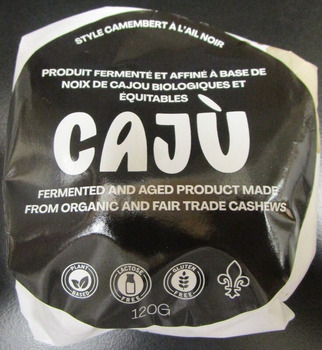 STYLE CAMEMBERT À L'AIL NOIR
PRODUIT FERMENTÉ ET AFFINÉ À BASE DE
NOIX DE CAJOU BIOLOGIQUES ET
ÉQUITABLES
CAJÙ
FERMENTED AND AGED PRODUCT MADE
FROM ORGANIC AND FAIR TRADE CASHEWS
PLANT BASED
LACTOSE FREE
GLUTEN FREE
120G